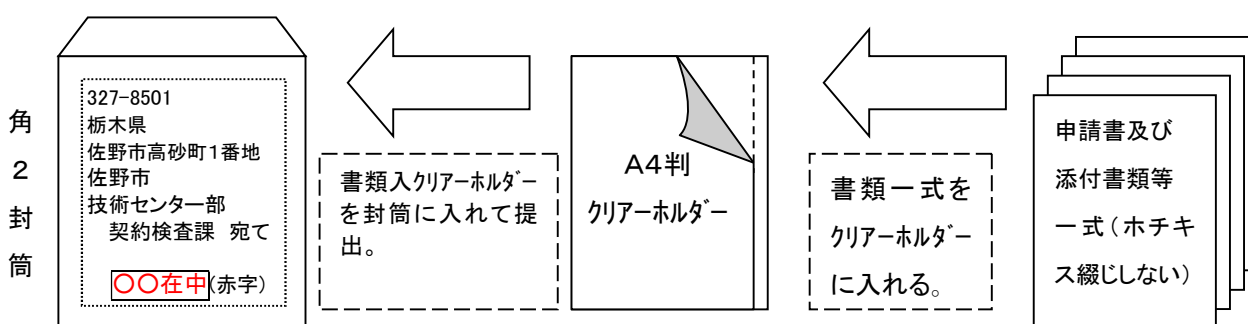 角
2
封
筒
327-8501
栃木県
佐野市高砂町1番地
佐野市
技術センター部
契約検査課 宛て
〇〇在中(赤字)
書類入クリアーホルダー
を封筒に入れて提
出。
A4判
クリアーホルダー
書類一式を
クリアーホルダー
に入れる。
申請書及び
添付書類等
一式(ホチキ
ス綴じしない)